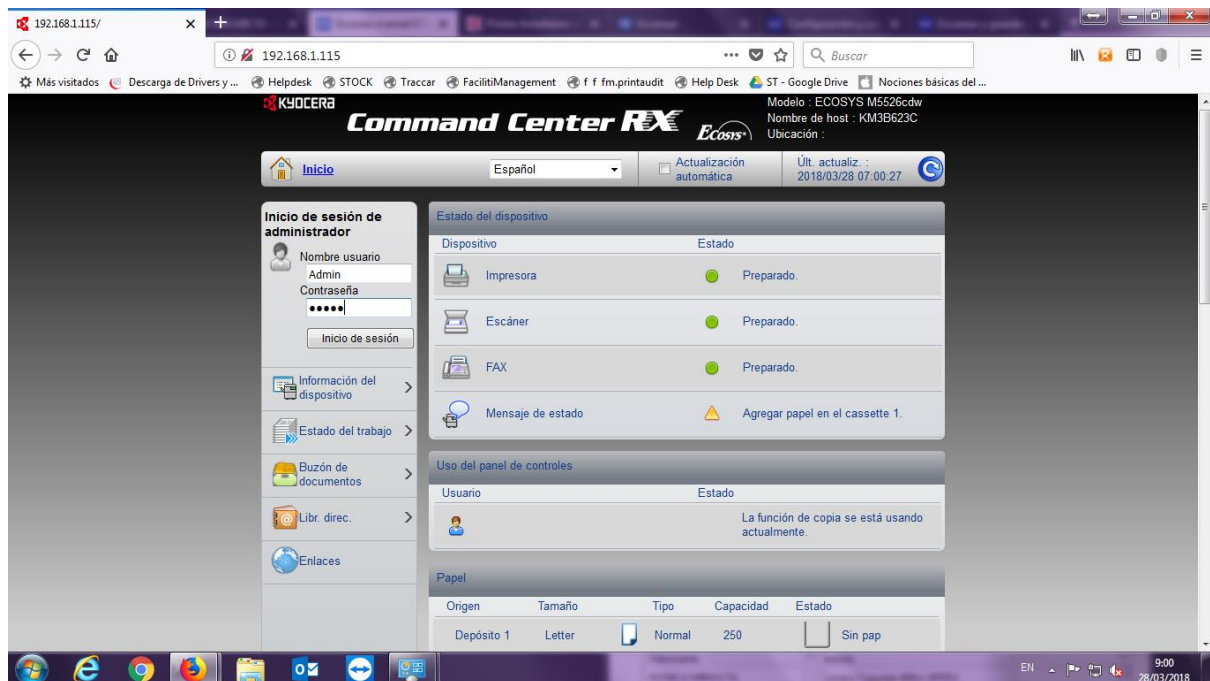 192.168.1.115/
192.168.1.115
Buscar
Más visitados
Descarga de Drivers y ...
Helpdesk
STOCK
Traccar
FacilitiManagement
f f fm.printaudit
Help Desk
ST - Google Drive
Nociones básicas del ...
KYOCERA
Command Center RX
Ecosys
Modelo : ECOSYS M5526cdw
Nombre de host : KM3B623C
Ubicación :
Inicio
Español
Actualización
automática
Últ. actualiz. :
2018/03/28 07:00:27
Inicio de sesión de
administrador
Nombre usuario
Admin
Contraseña
•••••
Inicio de sesión
Información del
dispositivo
Estado del trabajo
Buzón de
documentos
Libr. direc.
Enlaces
Estado del dispositivo
Dispositivo Estado
Impresora Preparado.
Escáner Preparado.
FAX Preparado.
Mensaje de estado Agregar papel en el cassette 1.
Uso del panel de controles
Usuario Estado
La función de copia se está usando
actualmente.
Papel
Origen Tamaño Tipo Capacidad Estado
Depósito 1 Letter Normal 250 Sin pap
EN
9:00
28/03/2018